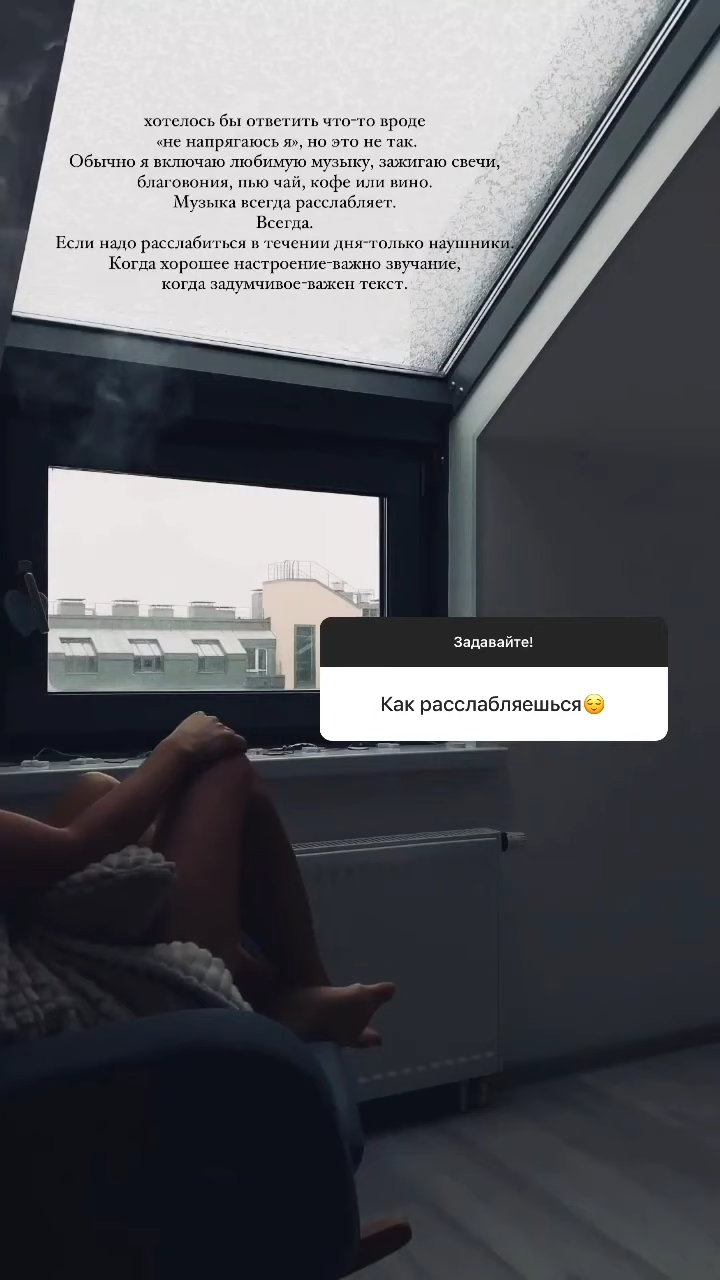 хотелось бы ответить что-то вроде
«не напрягаюсь я», но это не так.
Обычно я включаю любимую музыку, зажигаю свечи,
благовония, пью чай, кофе или вино.
Музыка всегда расслабляет.
Всегда.
Если надо расслабиться в течении дня-только наушники.
Когда хорошее настроение-важно звучание,
когда задумчивое-важен текст.
Задавайте!
Как расслабляешься😌